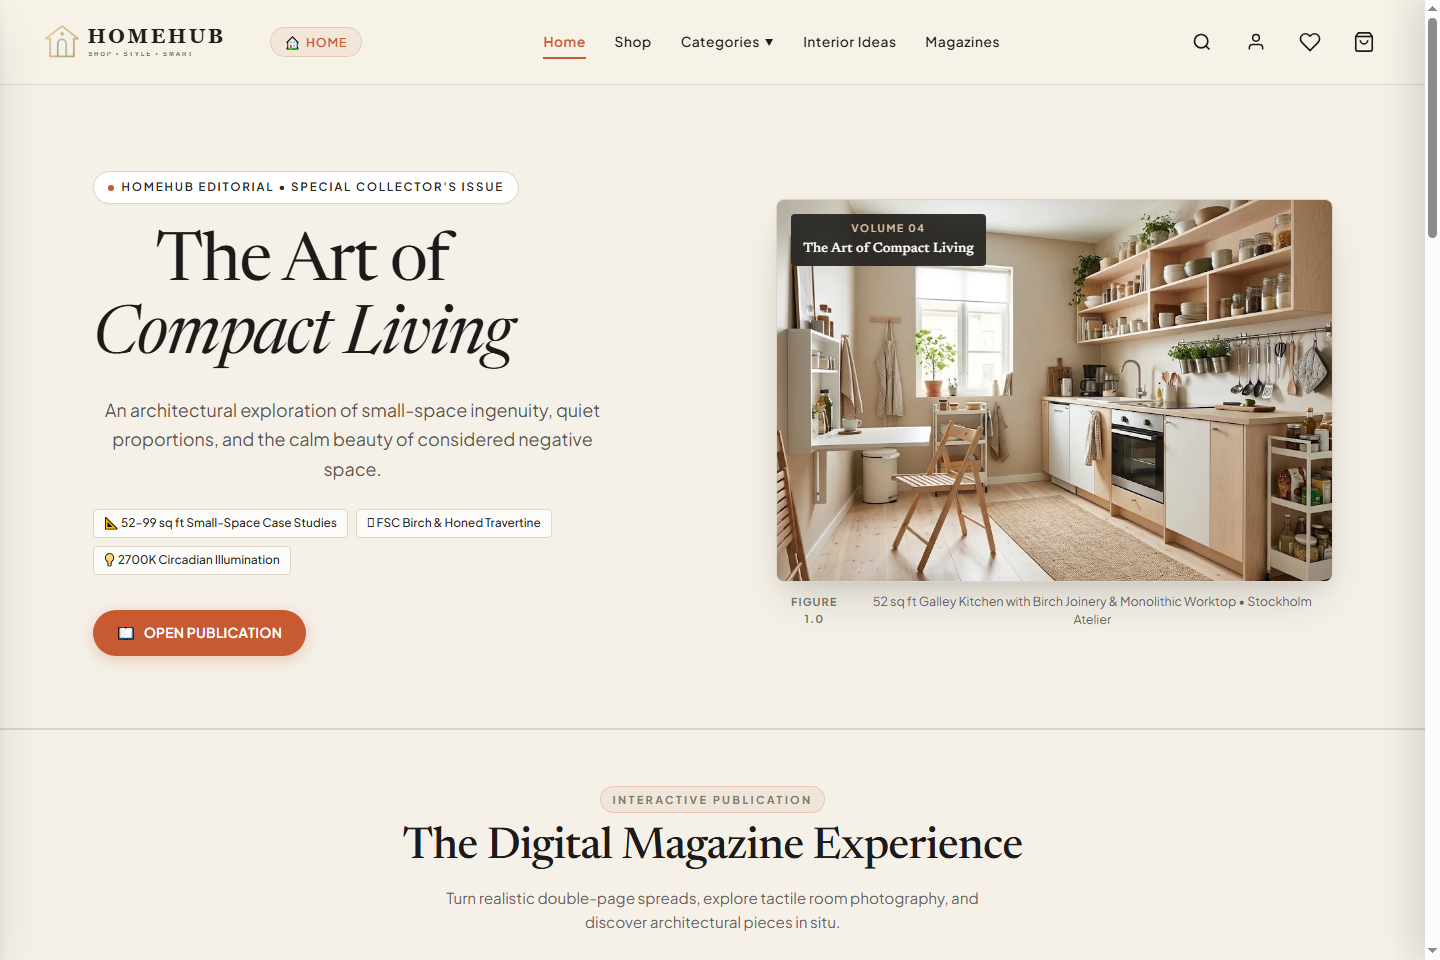 HOMEHUB
SHOP • STYLE • SMART
HOME
Home
Shop
Categories ▼
Interior Ideas
Magazines
HOMEHUB EDITORIAL • SPECIAL COLLECTOR'S ISSUE
The Art of
Compact Living
An architectural exploration of small-space ingenuity, quiet
proportions, and the calm beauty of considered negative
space.
52–99 sq ft Small-Space Case Studies
FSC Birch & Honed Travertine
2700K Circadian Illumination
OPEN PUBLICATION
VOLUME 04
The Art of Compact Living
FIGURE
1.0
52 sq ft Galley Kitchen with Birch Joinery & Monolithic Worktop • Stockholm
Atelier
INTERACTIVE PUBLICATION
The Digital Magazine Experience
Turn realistic double-page spreads, explore tactile room photography, and
discover architectural pieces in situ.